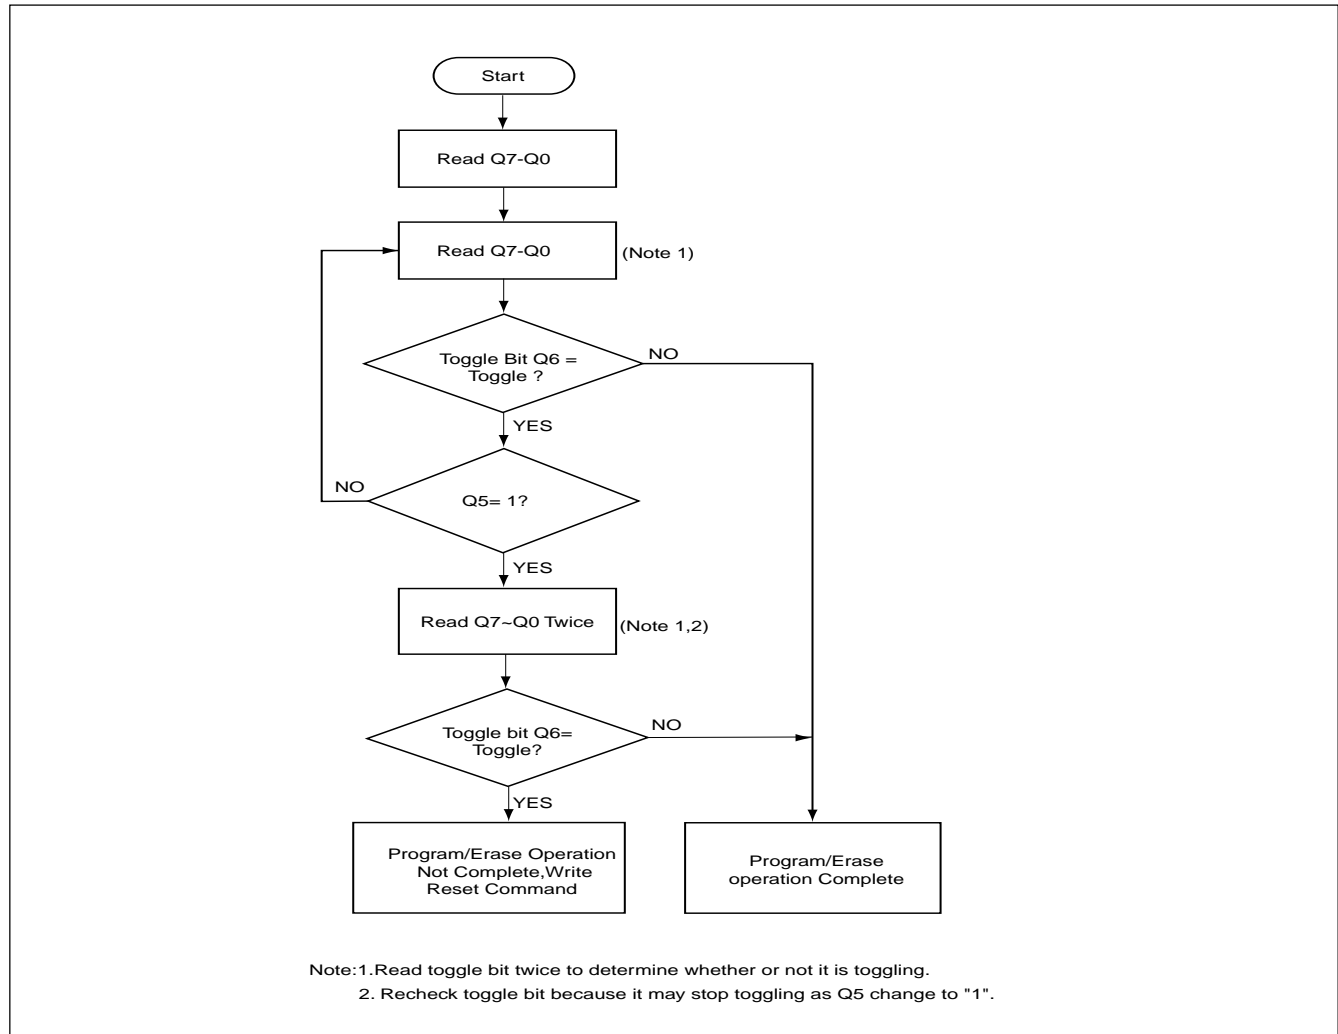 Start
Read Q7-Q0
Read Q7-Q0
(Note 1)
Toggle Bit Q6 =
Toggle ?
NO
YES
Q5= 1?
NO
YES
Read Q7~Q0 Twice
(Note 1,2)
Toggle bit Q6=
Toggle?
NO
YES
Program/Erase Operation
Not Complete,Write
Reset Command
Program/Erase
operation Complete
Note:1.Read toggle bit twice to determine whether or not it is toggling.
2. Recheck toggle bit because it may stop toggling as Q5 change to "1".